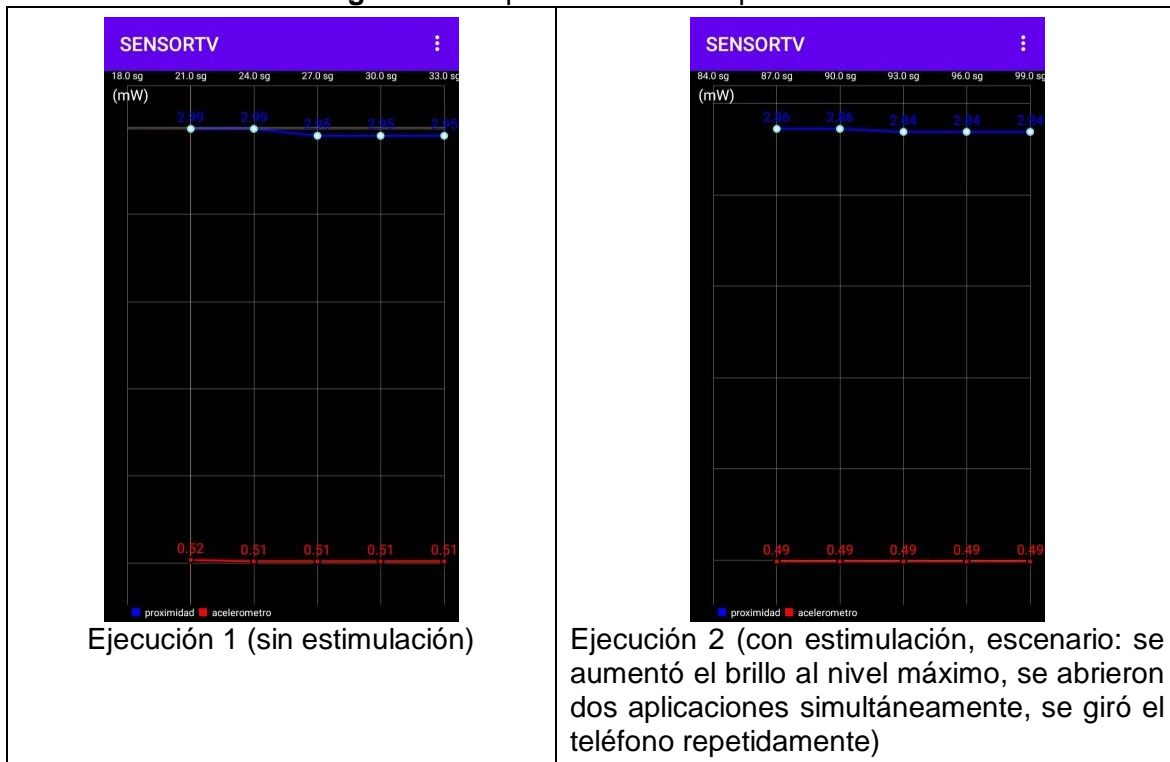 SENSORTV
18.0 sg 21.0 sg 24.0 sg 27.0 sg 30.0 sg 33.0 sg
(mW)
2.99 2.99 2.95 2.95 2.95
0.52 0.51 0.51 0.51 0.51
proximidad acelerometro
Ejecución 1 (sin estimulación)
SENSORTV
84.0 sg 87.0 sg 90.0 sg 93.0 sg 96.0 sg 99.0 sg
(mW)
2.86 2.86 2.84 2.84 2.84
0.49 0.49 0.49 0.49 0.49
proximidad acelerometro
Ejecución 2 (con estimulación, escenario: se
aumentó el brillo al nivel máximo, se abrieron
dos aplicaciones simultáneamente, se giró el
teléfono repetidamente)